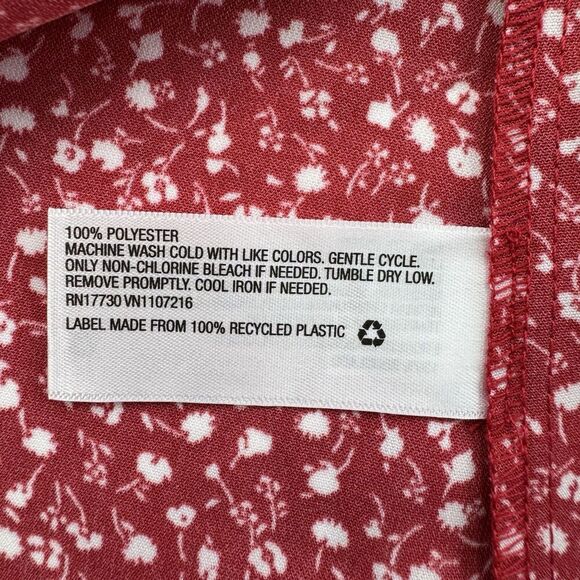 100% POLYESTER
MACHINE WASH COLD WITH LIKE COLORS. GENTLE CYCLE.
ONLY NON-CHLORINE BLEACH IF NEEDED. TUMBLE DRY LOW.
REMOVE PROMPTLY. COOL IRON IF NEEDED.
RN17730 VN1107216
LABEL MADE FROM 100% RECYCLED PLASTIC